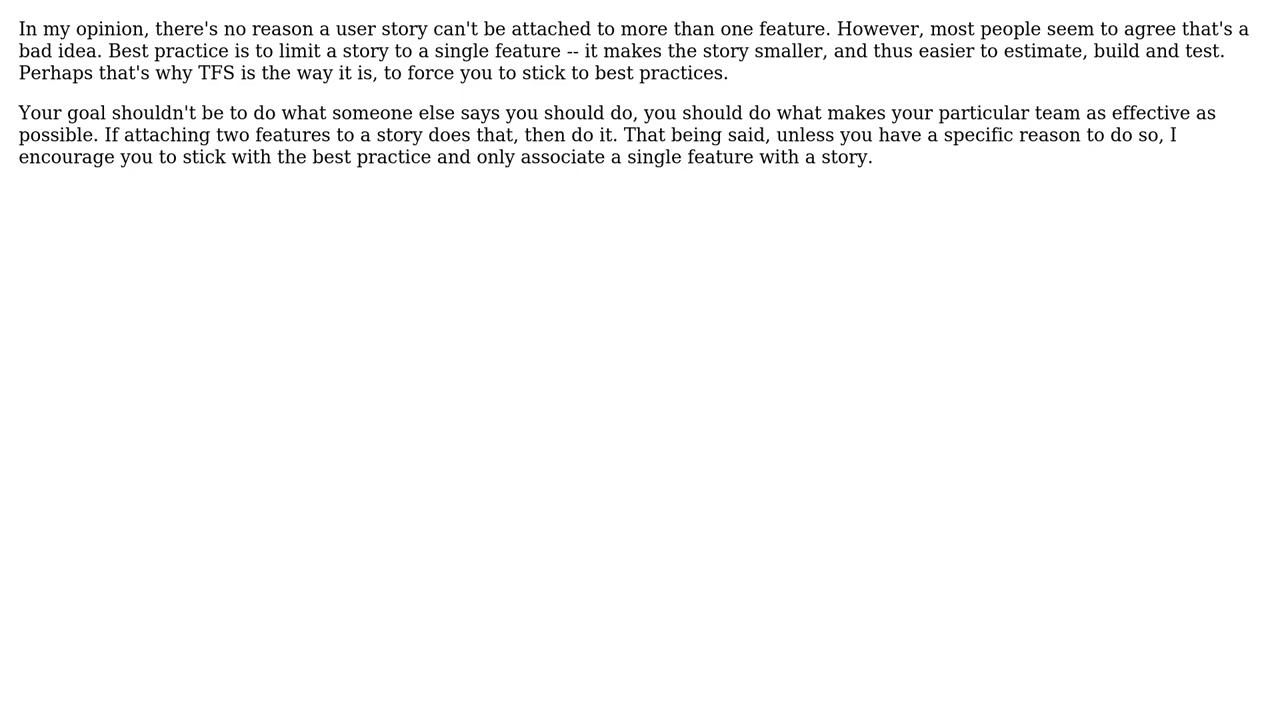 In my opinion, there's no reason a user story can't be attached to more than one feature. However, most people seem to agree that's a
bad idea. Best practice is to limit a story to a single feature -- it makes the story smaller, and thus easier to estimate, build and test.
Perhaps that's why TFS is the way it is, to force you to stick to best practices.
Your goal shouldn't be to do what someone else says you should do, you should do what makes your particular team as effective as
possible. If attaching two features to a story does that, then do it. That being said, unless you have a specific reason to do so, I
encourage you to stick with the best practice and only associate a single feature with a story.